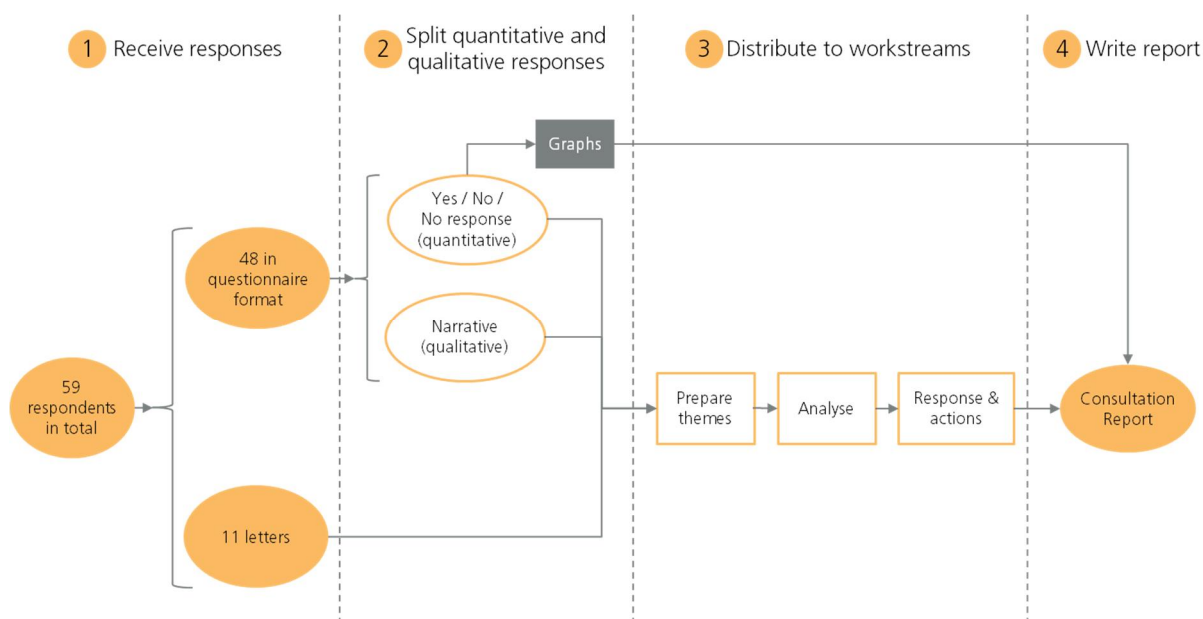 1 Receive responses
2 Split quantitative and
qualitative responses
3 Distribute to workstreams
4 Write report
Graphs
Yes / No /
No response
(quantitative)
48 in
questionnaire
format
Narrative
(qualitative)
59
respondents
in total
Prepare
themes
Analyse
Response &
actions
Consultation
Report
11 letters